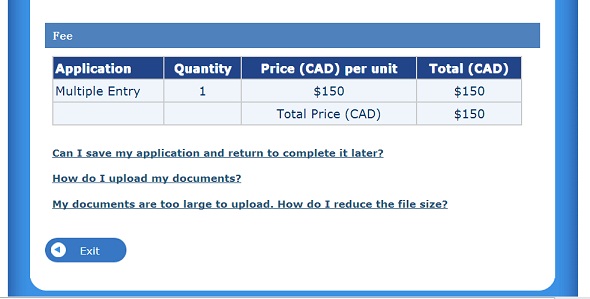 Fee
Application Quantity Price (CAD) per unit Total (CAD)
Multiple Entry 1 $150 $150
Total Price (CAD) $150
Can I save my application and return to complete it later?
How do I upload my documents?
My documents are too large to upload. How do I reduce the file size?
Exit